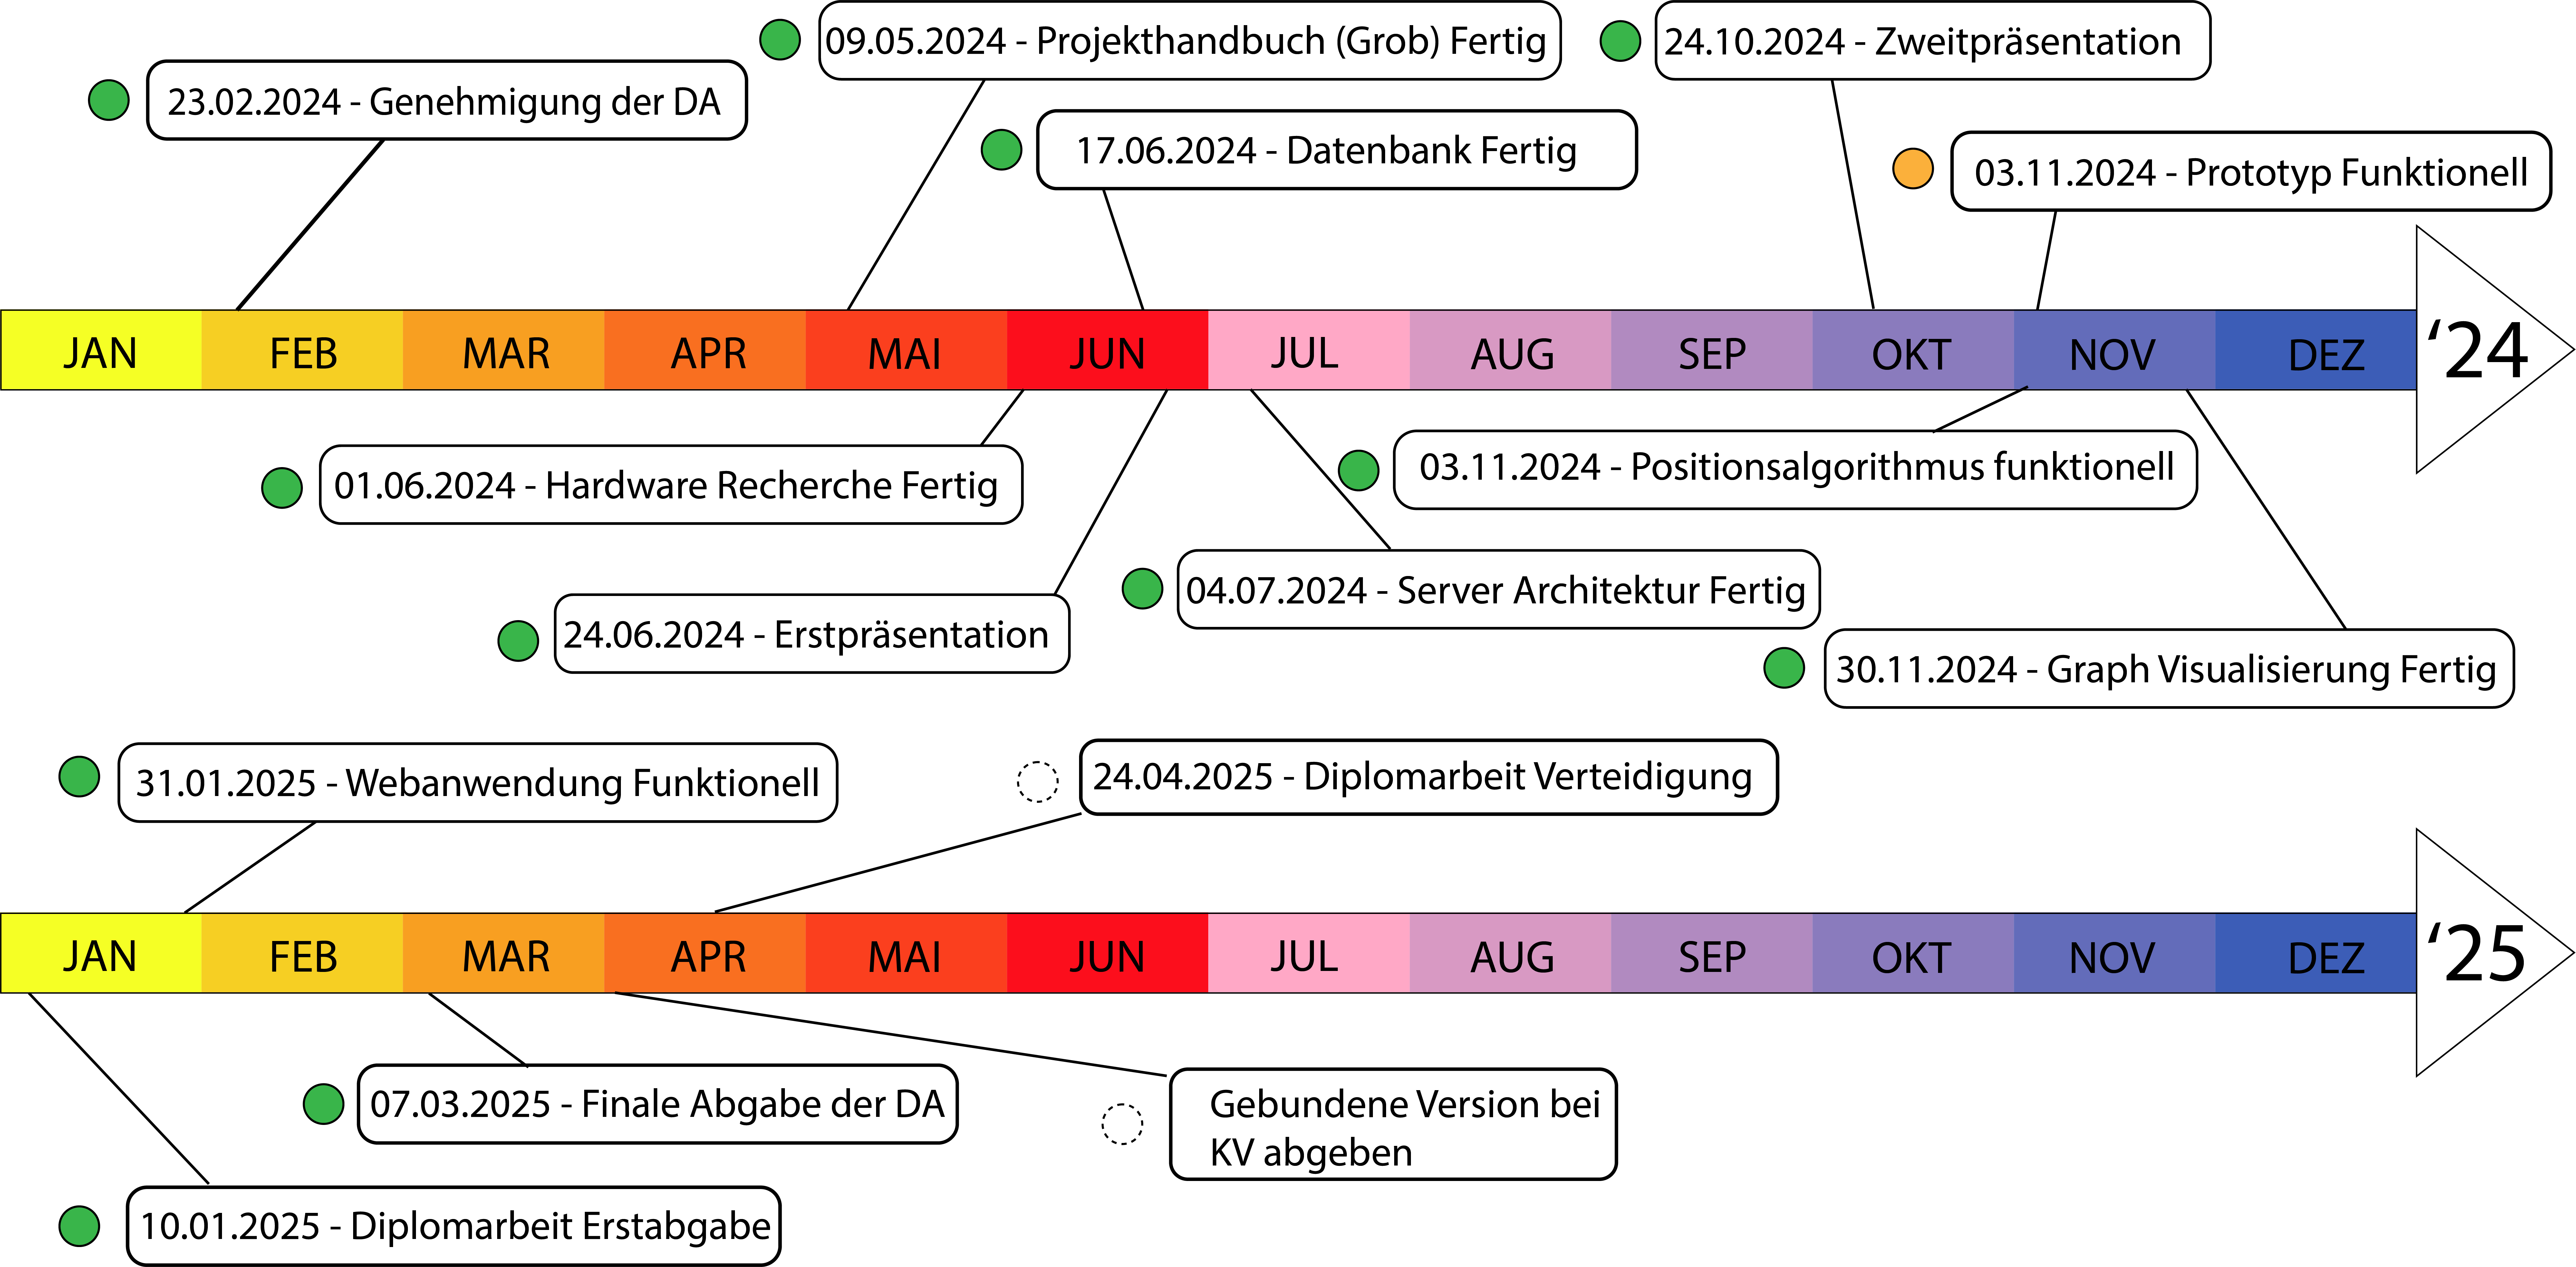 09.05.2024 - Projekthandbuch (Grob) Fertig
24.10.2024 - Zweitpräsentation
23.02.2024 - Genehmigung der DA
17.06.2024 - Datenbank Fertig
03.11.2024 - Prototyp Funktionell
JAN FEB MAR APR MAI JUN JUL AUG SEP OKT NOV DEZ ‘24
03.11.2024 - Positionsalgorithmus funktionell
01.06.2024 - Hardware Recherche Fertig
04.07.2024 - Server Architektur Fertig
24.06.2024 - Erstpräsentation
30.11.2024 - Graph Visualisierung Fertig
31.01.2025 - Webanwendung Funktionell
24.04.2025 - Diplomarbeit Verteidigung
JAN FEB MAR APR MAI JUN JUL AUG SEP OKT NOV DEZ ‘25
07.03.2025 - Finale Abgabe der DA
Gebundene Version bei
KV abgeben
10.01.2025 - Diplomarbeit Erstabgabe